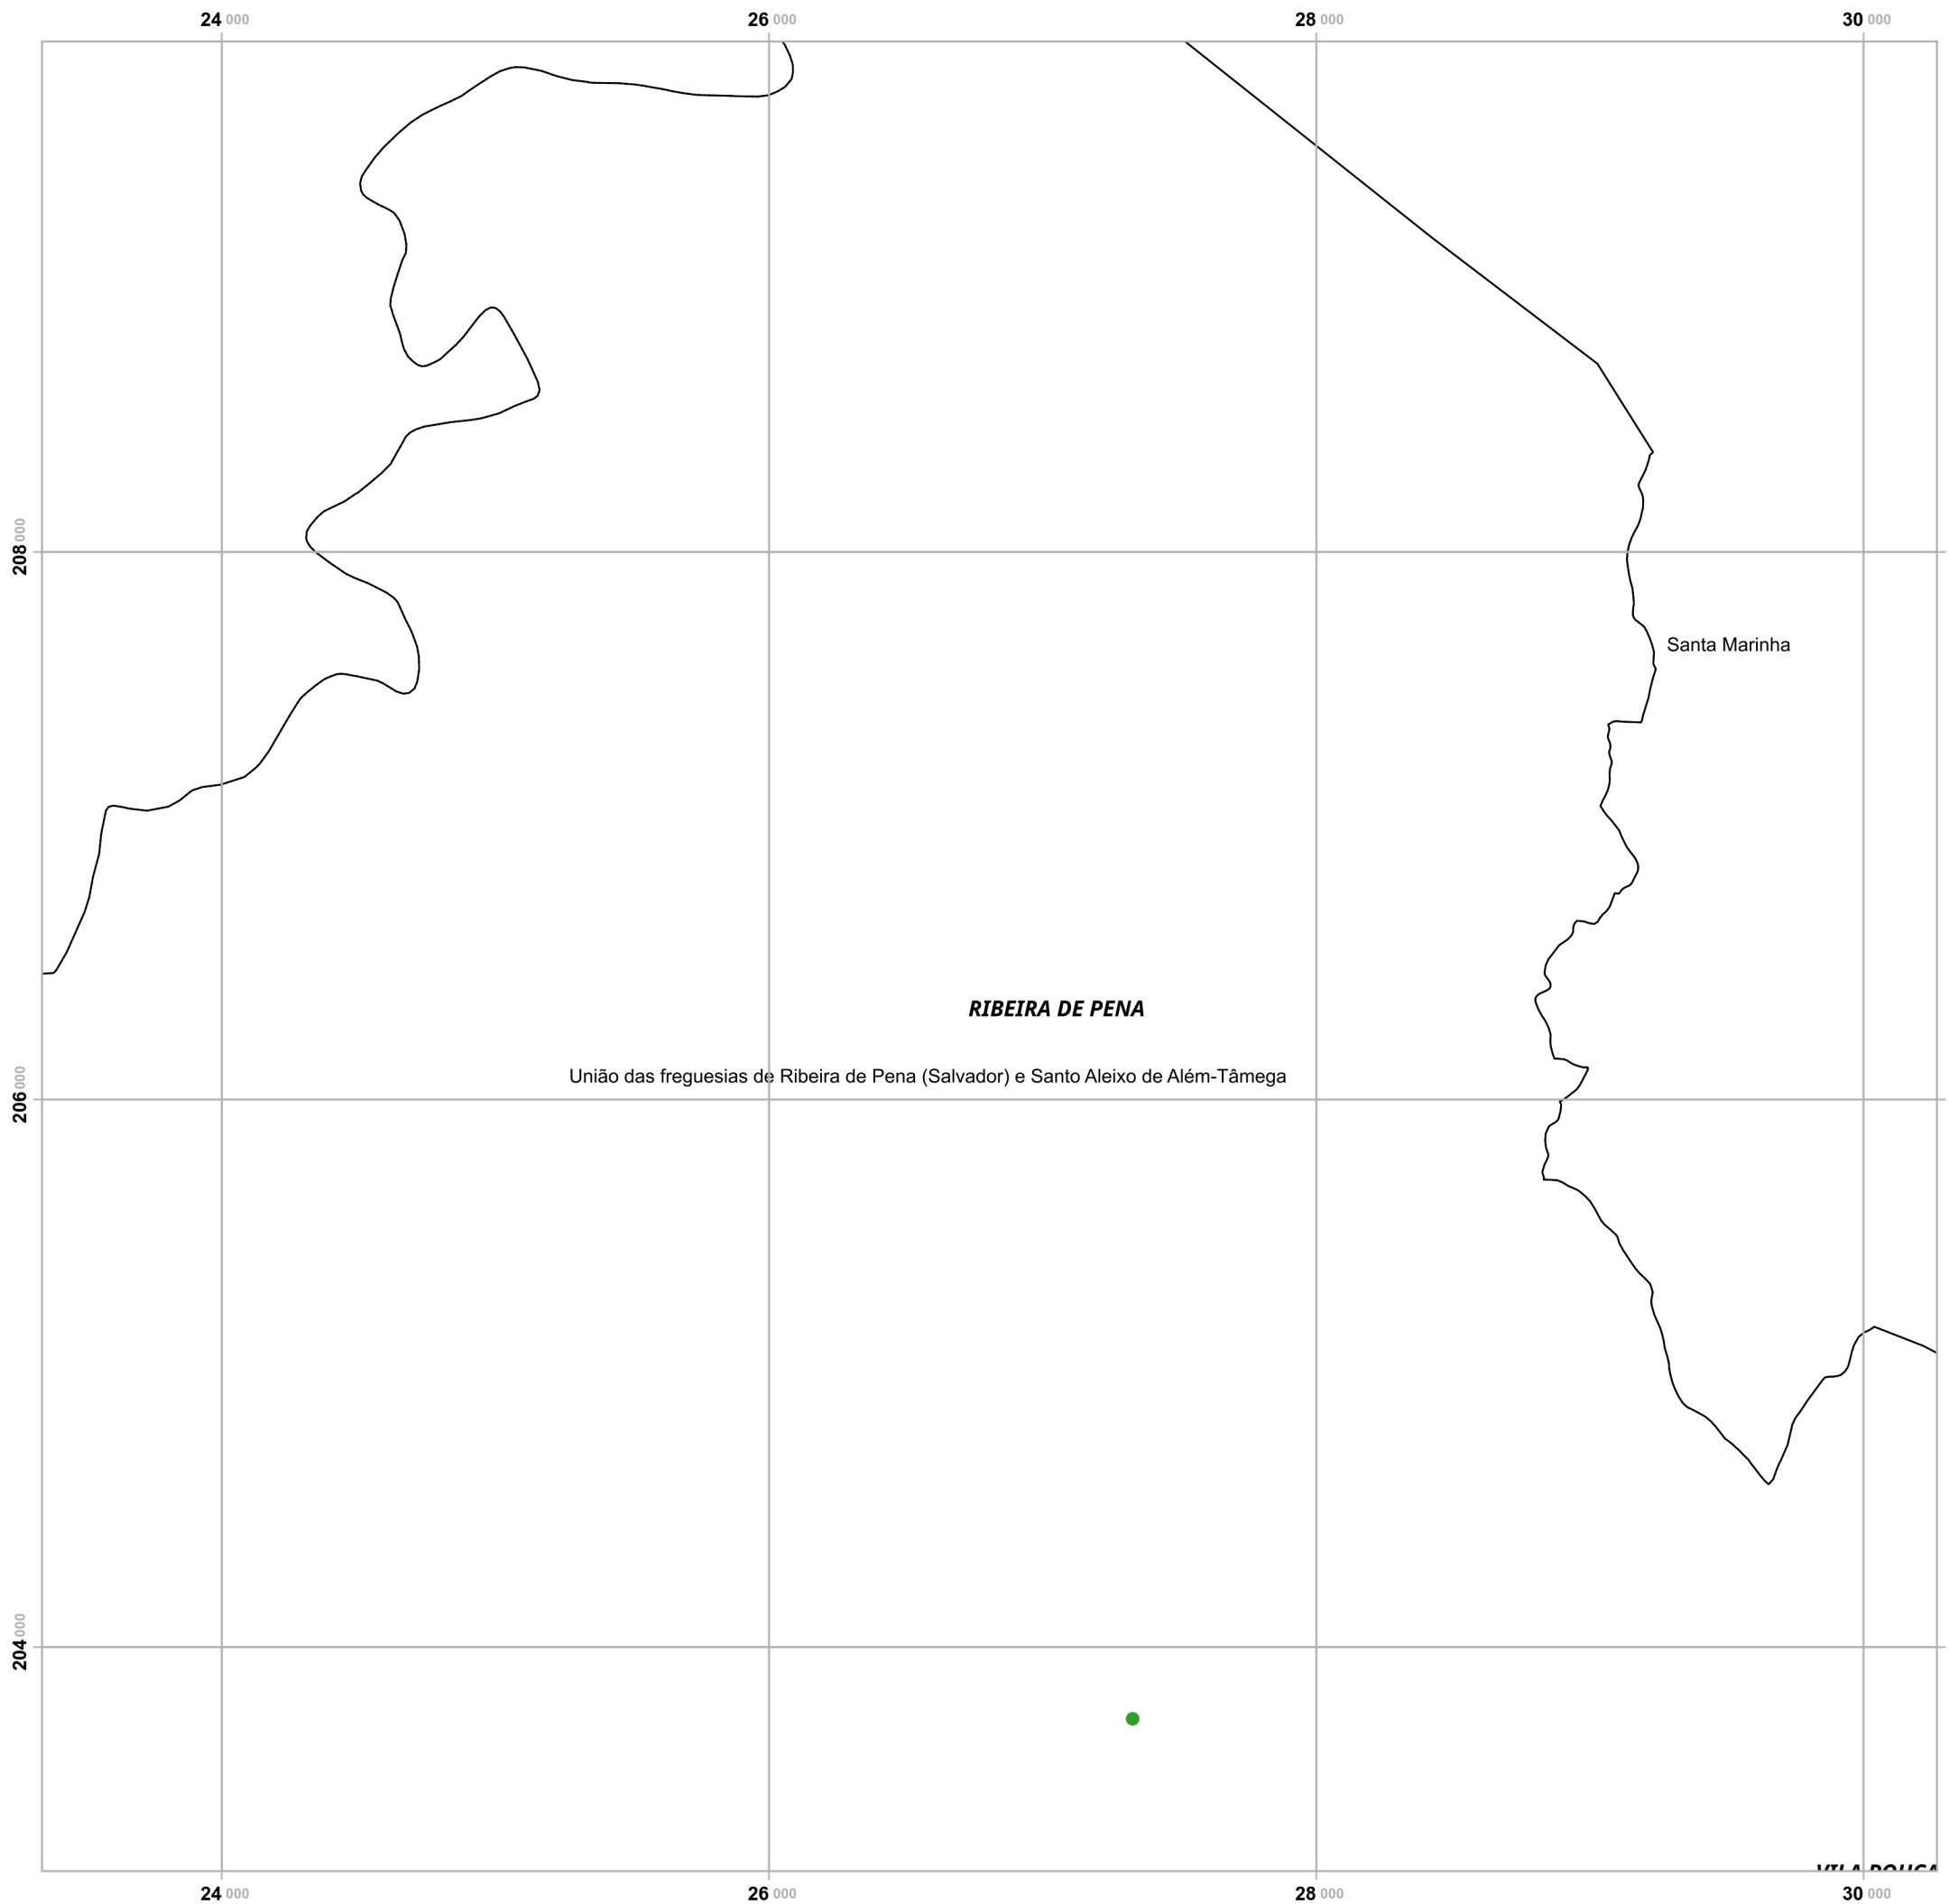 24 000 26 000 28 000 30 000
208 000
Santa Marinha
RIBEIRA DE PENA
União das freguesias de Ribeira de Pena (Salvador) e Santo Aleixo de Além-Tâmega
206 000
204 000
VILA POUCA
24 000 26 000 28 000 30 000